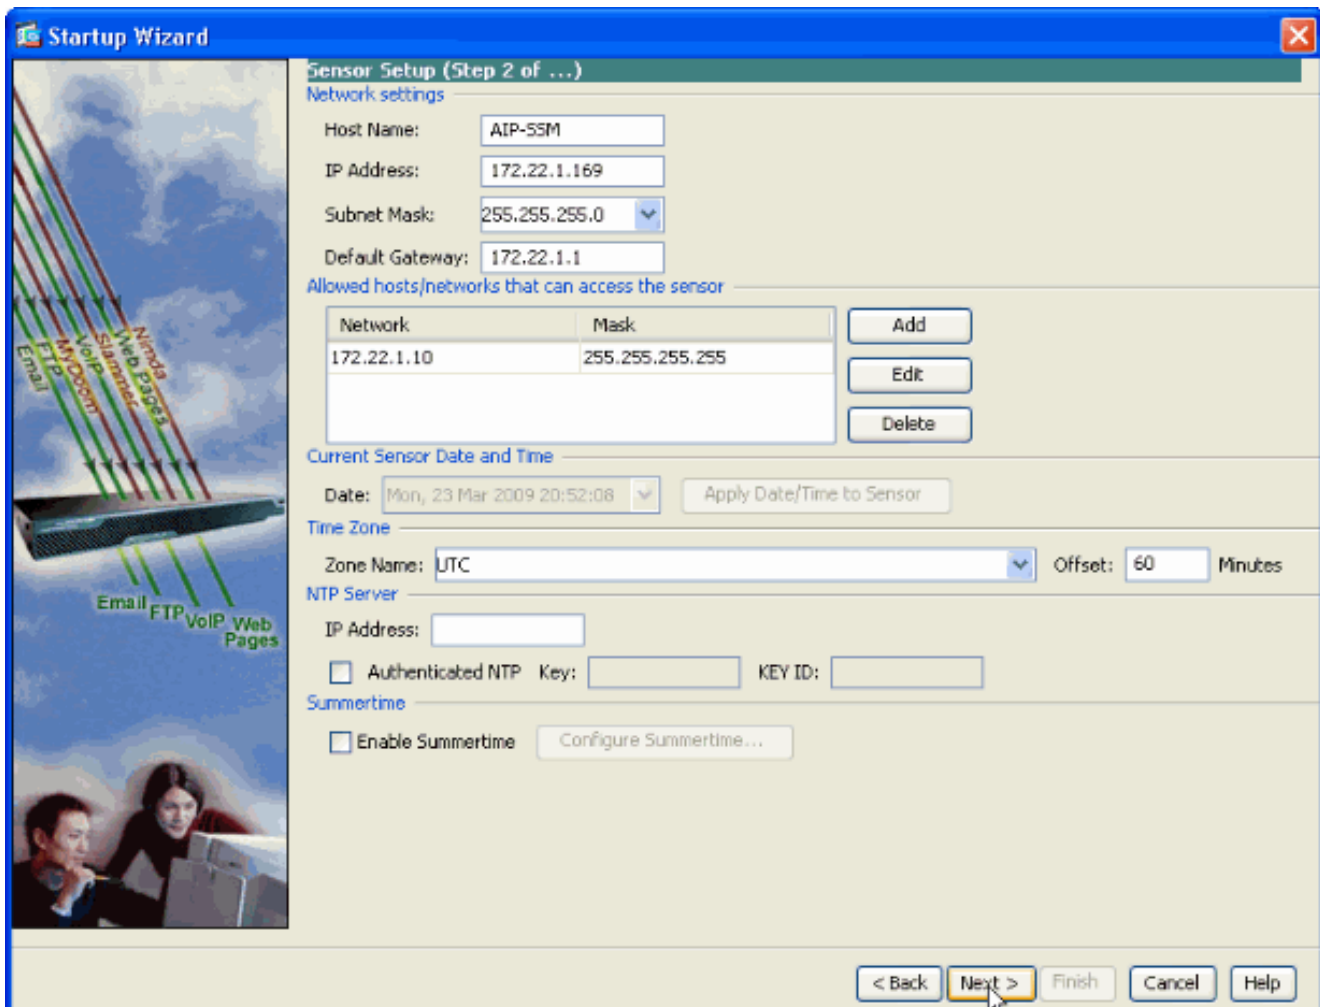 Startup Wizard
Sensor Setup (Step 2 of ...)
Network settings
Host Name: AIP-SSM
IP Address: 172.22.1.169
Subnet Mask: 255.255.255.0
Default Gateway: 172.22.1.1
Allowed hosts/networks that can access the sensor
Network Mask Add
172.22.1.10 255.255.255.255
Edit
Delete
Current Sensor Date and Time
Date: Mon, 23 Mar 2009 20:52:08 Apply Date/Time to Sensor
Time Zone
Zone Name: UTC Offset: 60 Minutes
NTP Server
IP Address:
Authenticated NTP Key: KEY ID:
Summertime
Enable Summertime Configure Summertime...
Nimda
Web Pages
Slammer
VoIP
MyDoom
FTP
Email
Email FTP VoIP Web Pages
< Back Next > Finish Cancel Help